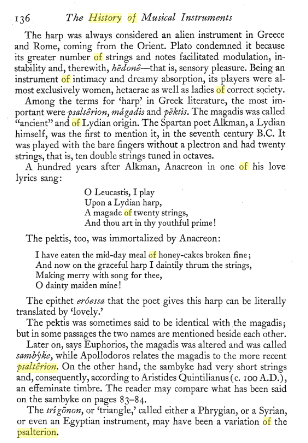 136 The History of Musical Instruments
The harp was always considered an alien instrument in Greece
and Rome, coming from the Orient. Plato condemned it because
its greater number of strings and notes facilitated modulation, in-
stability and, therewith, hēdonē—that is, sensory pleasure. Being an
instrument of intimacy and dreamy absorption, its players were al-
most exclusively women, hetaerae as well as ladies of correct society.
Among the terms for 'harp' in Greek literature, the most im-
portant were psaltērion, mágadis and pēktís. The magadis was called
"ancient" and of Lydian origin. The Spartan poet Alkman, a Lydian
himself, was the first to mention it, in the seventh century B.C. It
was played with the bare fingers without a plectron and had twenty
strings, that is, ten double strings tuned in octaves.
A hundred years after Alkman, Anacreon in one of his love
lyrics sang:
O Leucastis, I play
Upon a Lydian harp,
A magade of twenty strings,
And thou art in thy youthful prime!
The pektis, too, was immortalized by Anacreon:
I have eaten the mid-day meal of honey-cakes broken fine;
And now on the graceful harp I daintily thrum the strings,
Making merry with song for thee,
O dainty maiden mine!
The epithet eróessa that the poet gives this harp can be literally
translated by 'lovely.'
The pektis was sometimes said to be identical with the magadis;
but in some passages the two names are mentioned beside each other.
Later on, says Euphorios, the magadis was altered and was called
sambýke, while Apollodoros relates the magadis to the more recent
psaltērion. On the other hand, the sambyke had very short strings
and, consequently, according to Aristides Quintilianus (c. 100 A.D.),
an effeminate timbre. The reader may compare what has been said
on the sambyke on pages 83–84.
The trígōnon, or 'triangle,' called either a Phrygian, or a Syrian,
or even an Egyptian instrument, may have been a variation of the
psalterion.